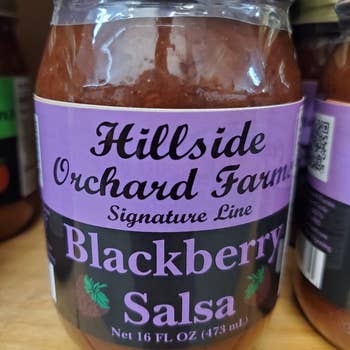 Hillside
Orchard Farms
Signature Line
Blackberry
Salsa
Net 16 FL OZ (473 mL)